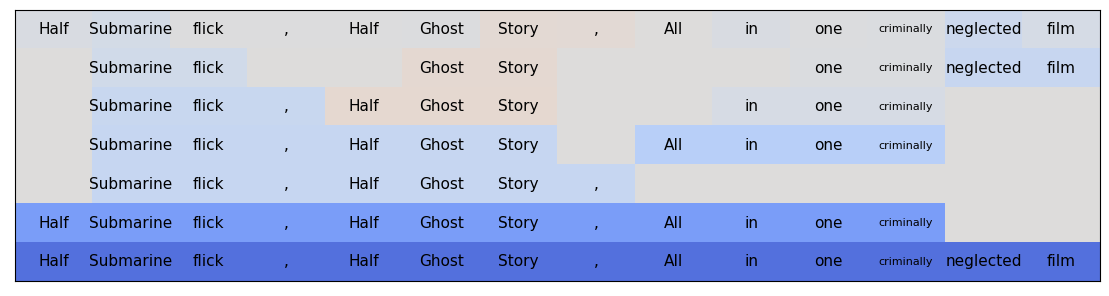 Half Submarine flick , Half Ghost Story , All in one criminally neglected film
Submarine flick Ghost Story one criminally neglected film
Submarine flick , Half Ghost Story in one criminally
Submarine flick , Half Ghost Story All in one criminally
Submarine flick , Half Ghost Story ,
Half Submarine flick , Half Ghost Story , All in one criminally
Half Submarine flick , Half Ghost Story , All in one criminally neglected film